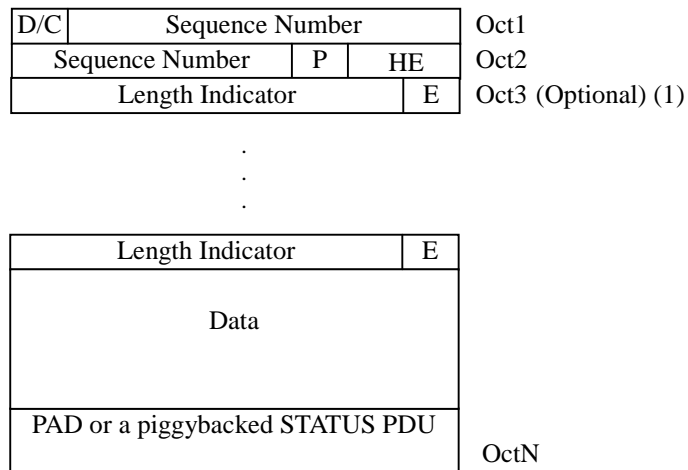 D/C Sequence Number Oct1
Sequence Number P HE Oct2
Length Indicator E Oct3 (Optional) (1)
.
.
.
Length Indicator E
Data
PAD or a piggybacked STATUS PDU
OctN